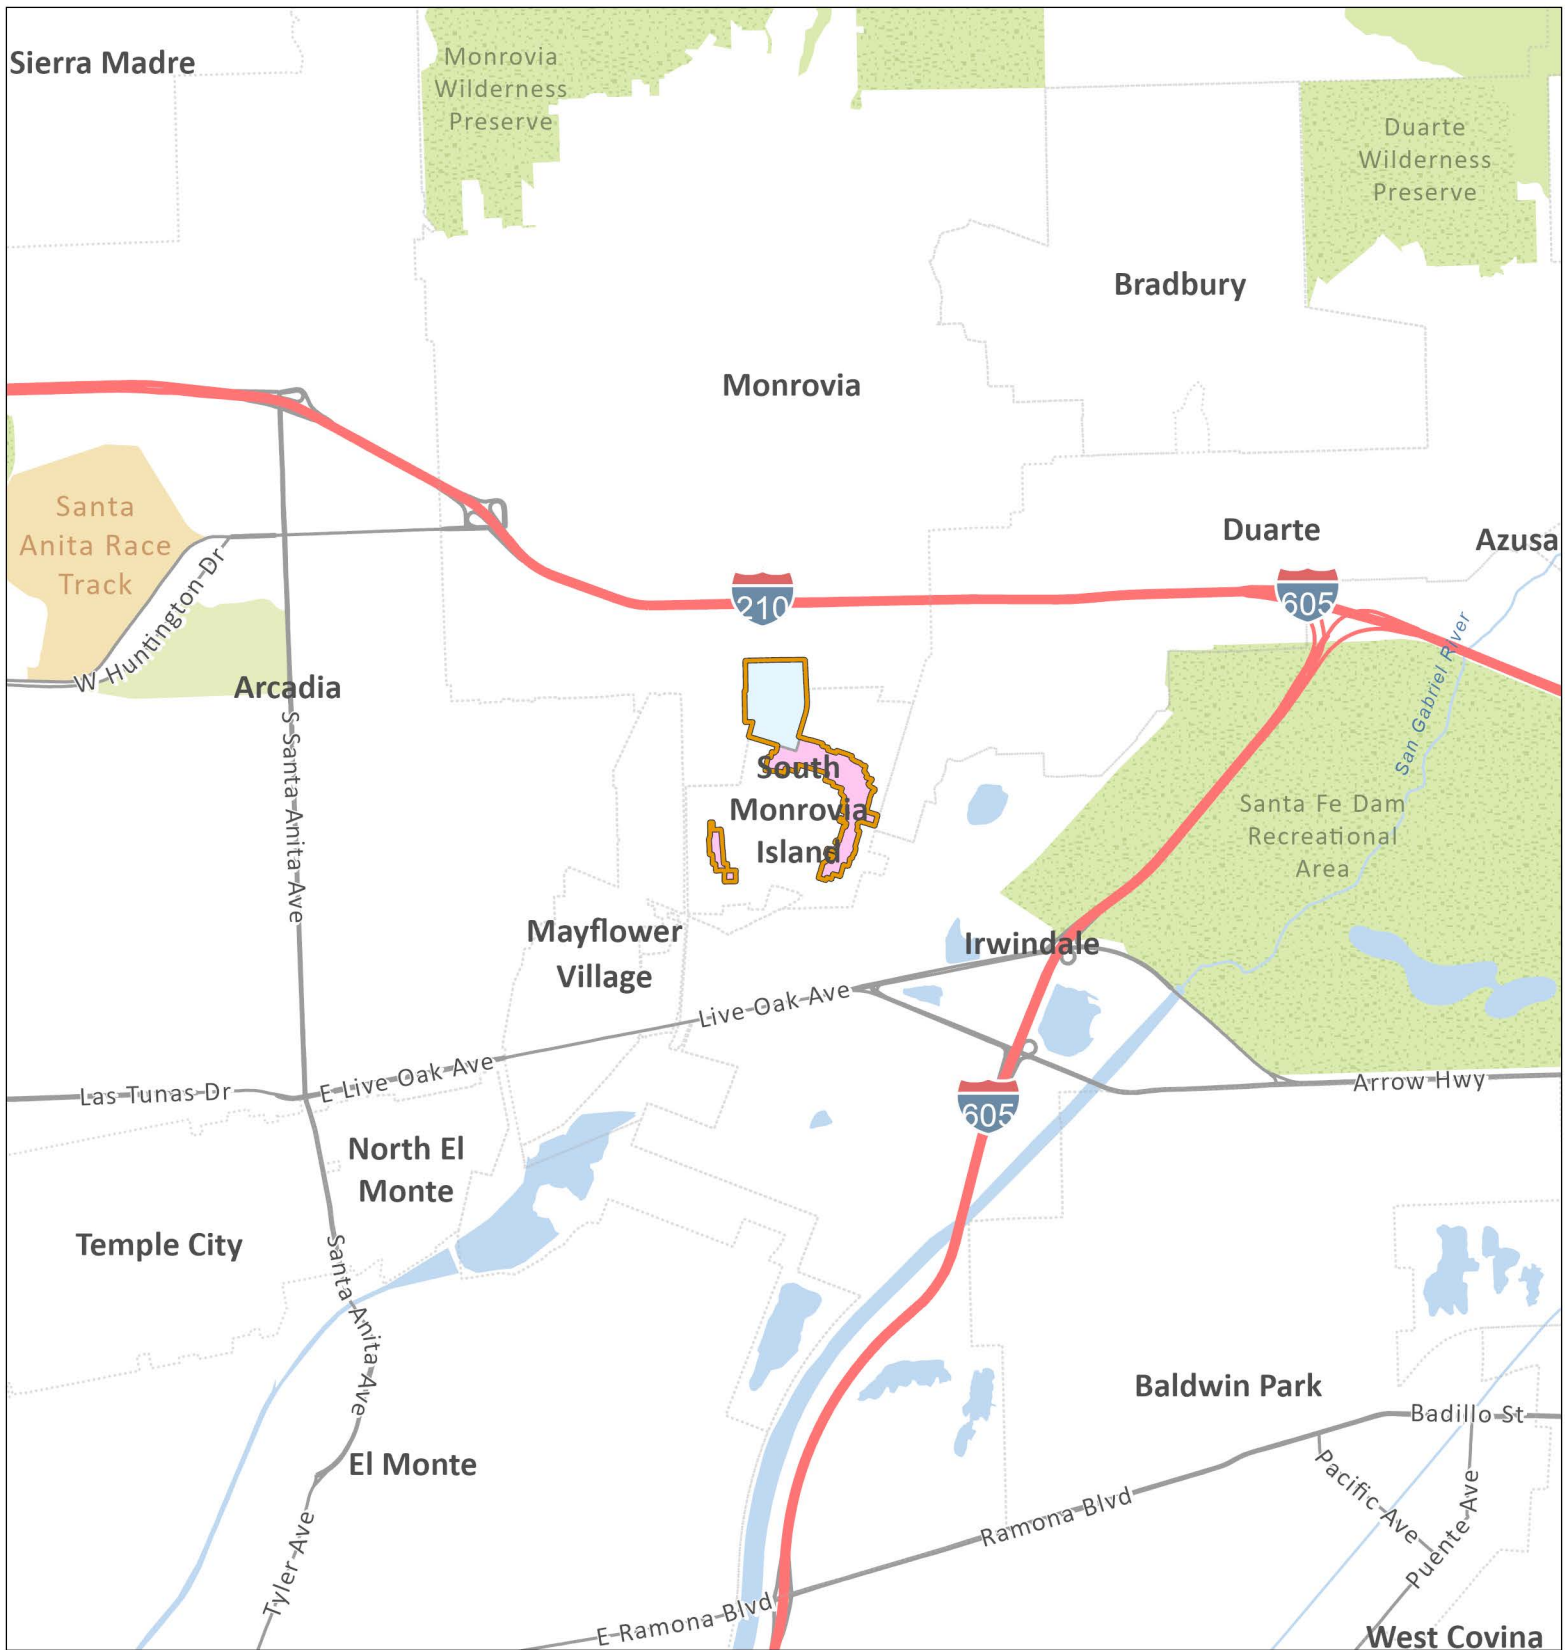 Sierra Madre
Monrovia
Wilderness
Preserve
Duarte
Wilderness
Preserve
Bradbury
Monrovia
Santa
Anita Race
Track
W Huntington Dr
Duarte
Azusa
210
605
San Gabriel River
Arcadia
S Santa Anita Ave
South
Monrovia
Island
Santa Fe Dam
Recreational
Area
Mayflower
Village
Irwindale
Live Oak Ave
Las Tunas Dr
E Live Oak Ave
Arrow Hwy
605
North El
Monte
Temple City
Santa Anita Ave
Baldwin Park
Badillo St
El Monte
Pacific Ave
Puente Ave
Ramona Blvd
Tyler Ave
E Ramona Blvd
West Covina